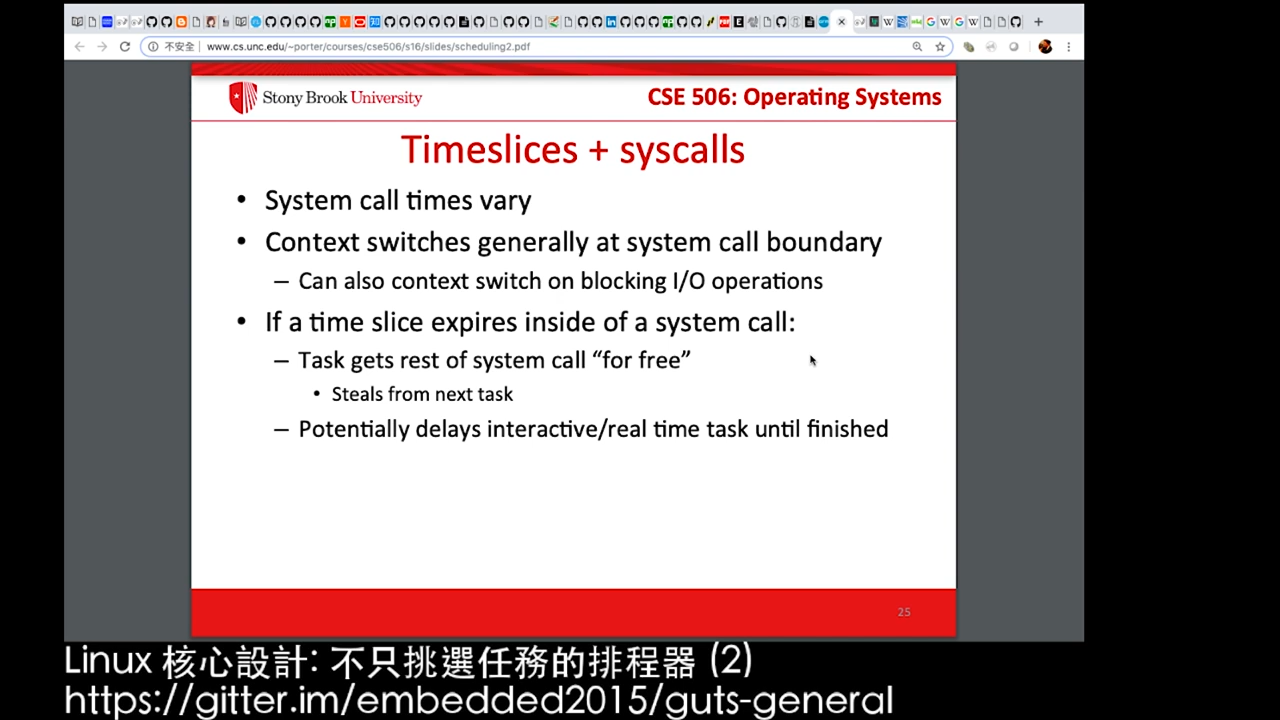 不安全 www.cs.unc.edu/~porter/courses/cse506/s16/slides/scheduling2.pdf
Stony Brook University
CSE 506: Operating Systems
Timeslices + syscalls
• System call times vary
• Context switches generally at system call boundary
– Can also context switch on blocking I/O operations
• If a time slice expires inside of a system call:
– Task gets rest of system call “for free”
• Steals from next task
– Potentially delays interactive/real time task until finished
25
Linux 核心設計: 不只挑選任務的排程器 (2)
https://gitter.im/embedded2015/guts-general